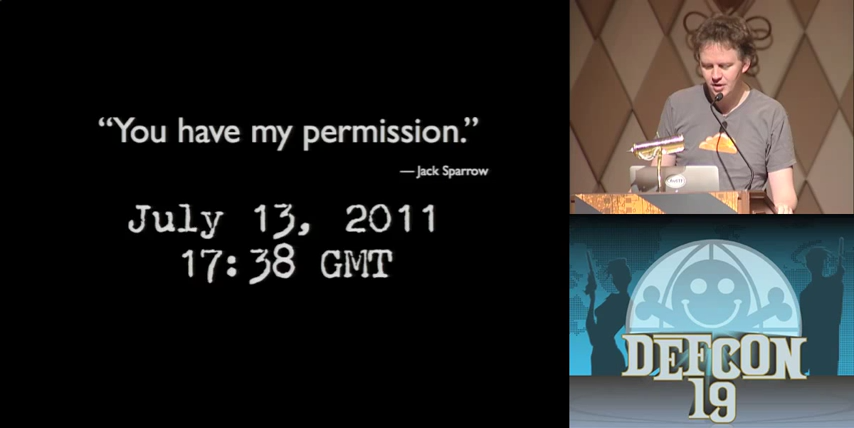 “You have my permission.”
—Jack Sparrow
July 13, 2011
17:38 GMT
DEFCON
19